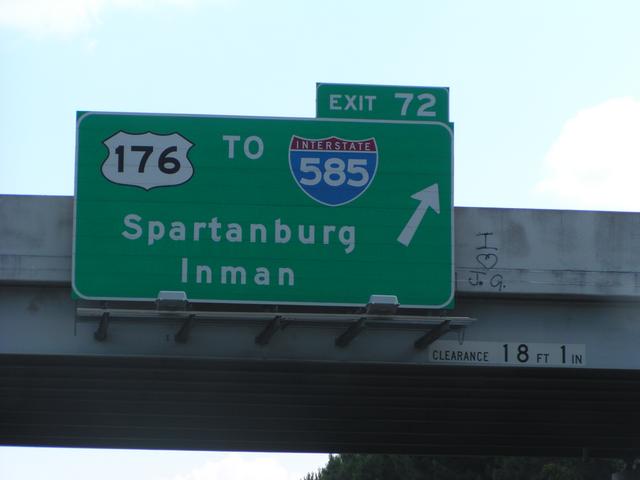 EXIT 72
176 TO INTERSTATE 585
Spartanburg
Inman
I ♡
J. G.
CLEARANCE 18 FT 1 IN